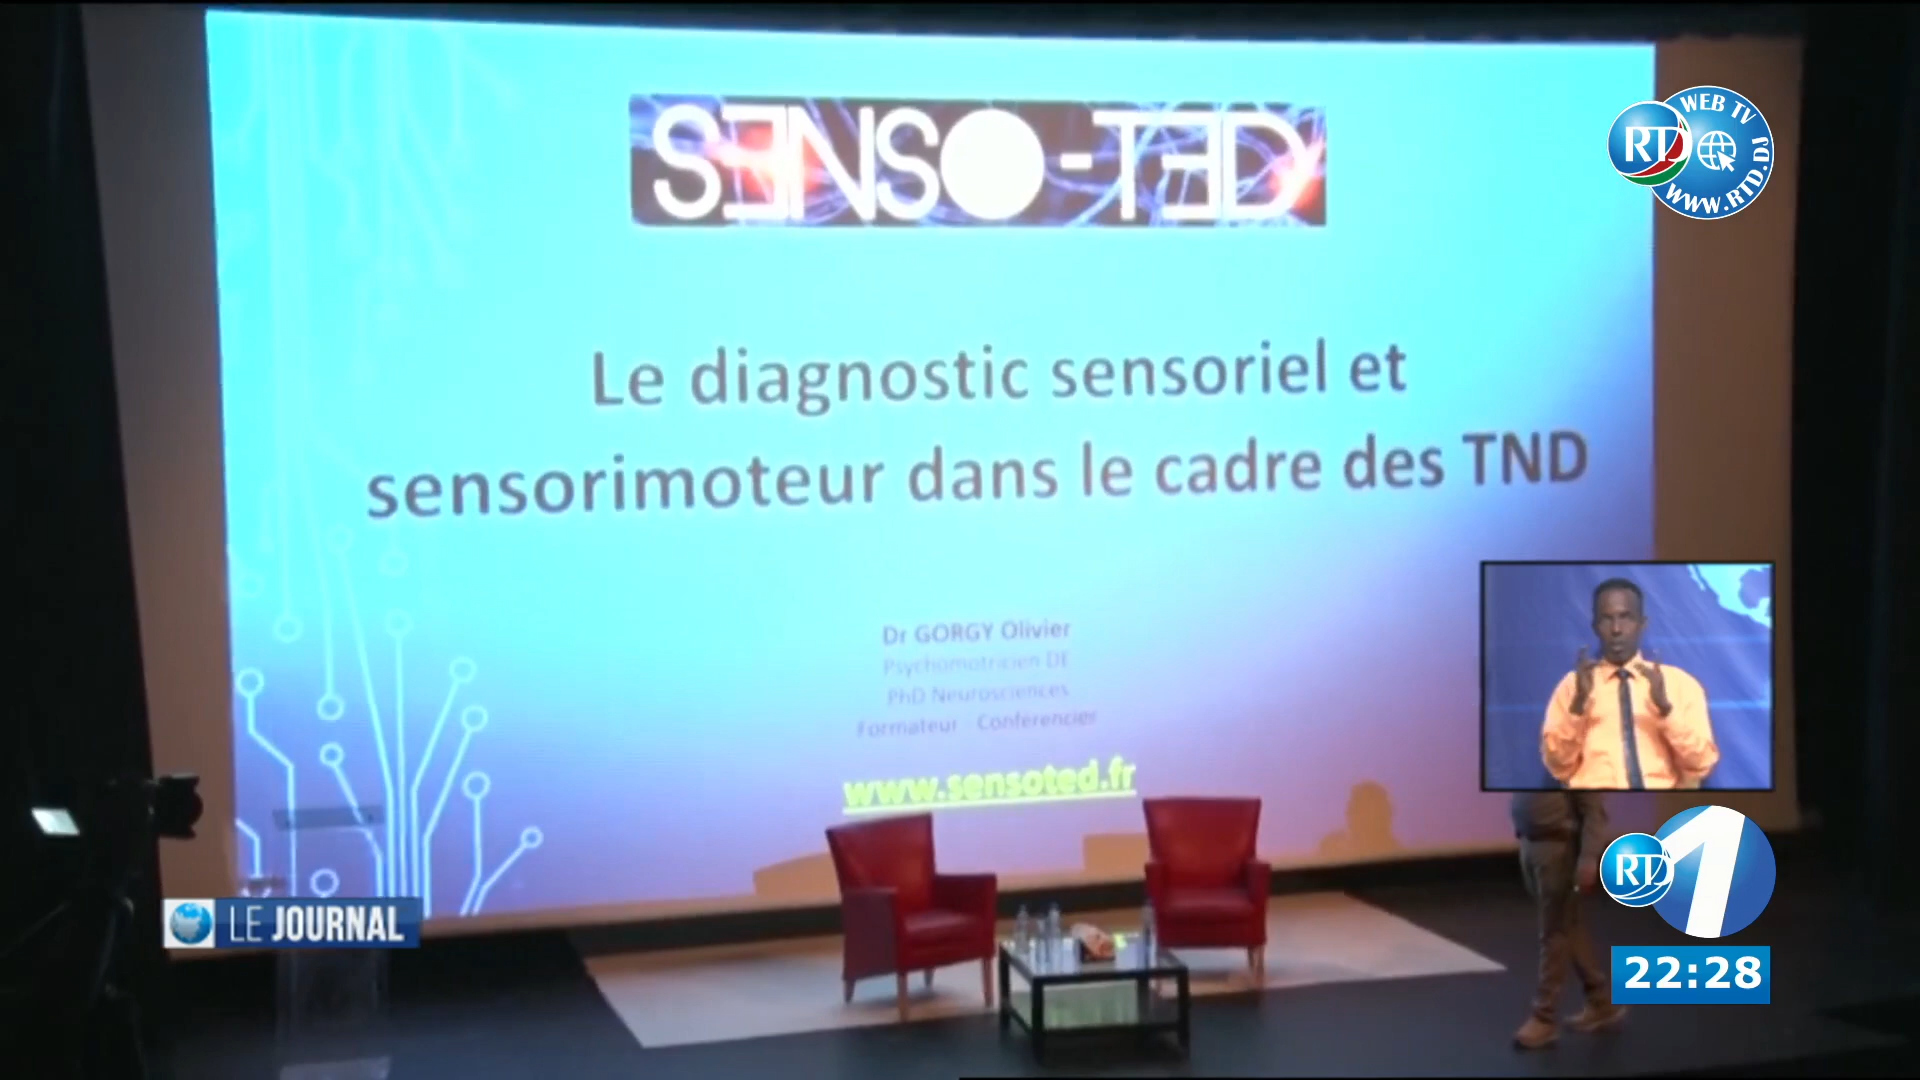 SENSO-TED
WEB TV
RTD
WWW.RTD.DJ
Le diagnostic sensoriel et
sensorimoteur dans le cadre des TND
Dr GORGY Olivier
Psychomotricien DE
PhD Neurosciences
Formateur - Conférencier
www.sensoted.fr
RTD 1
LE JOURNAL
22:28